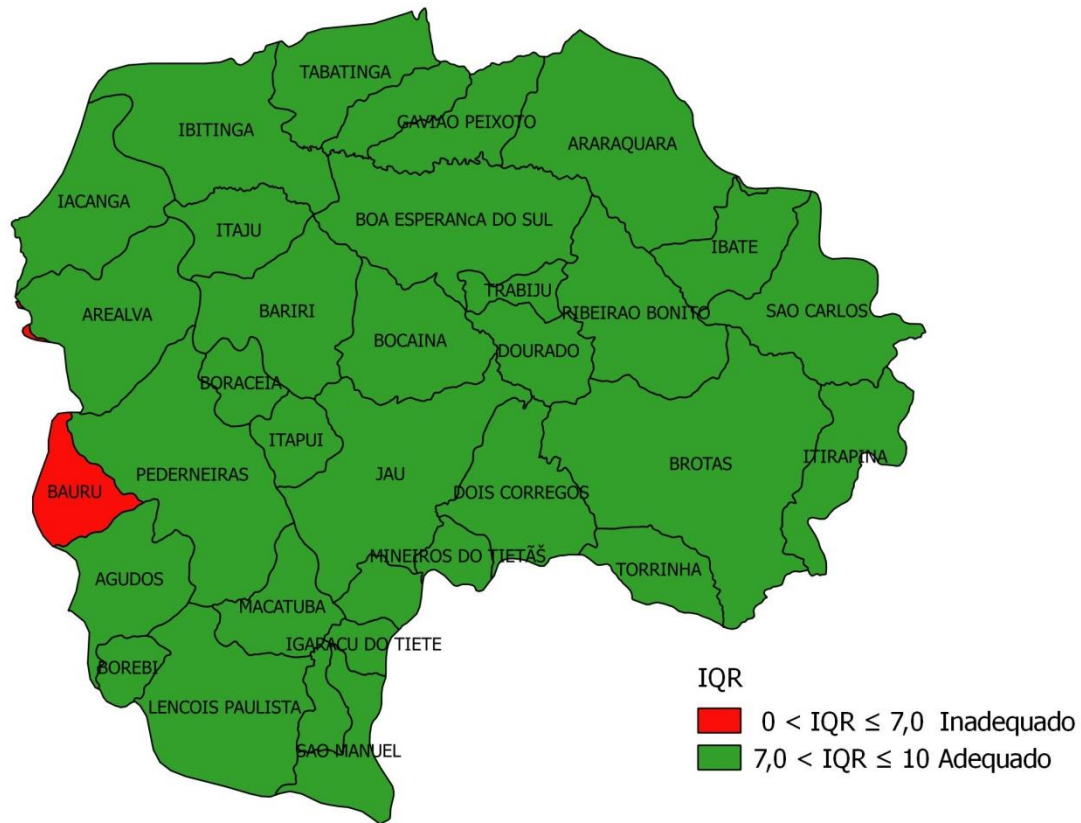 TABATINGA
GAVIAO PEIXOTO
IBITINGA
ARARAQUARA
IACANGA
BOA ESPERANcA DO SUL
ITAJU
IBATE
TRABIJU
AREALVA
BARIRI
RIBEIRAO BONITO
SAO CARLOS
BOCAINA
DOURADO
BORACEIA
ITAPUI
ITIRAPINA
BROTAS
PEDERNEIRAS
JAU
BAURU
DOIS CORREGOS
MINEIROS DO TIETÃŠ
TORRINHA
AGUDOS
MACATUBA
IGARACU DO TIETE
BOREBI
LENCOIS PAULISTA
SAO MANUEL
IQR
0 < IQR ≤ 7,0 Inadequado
7,0 < IQR ≤ 10 Adequado